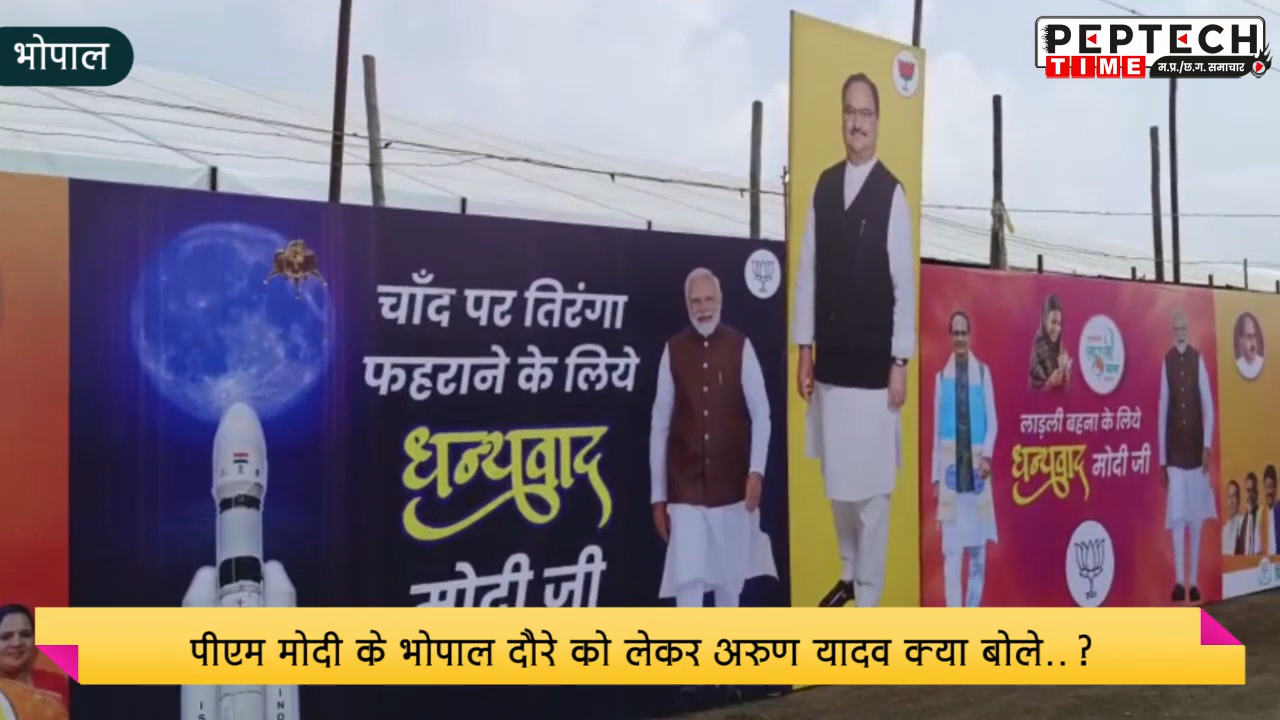 भोपाल
PEPTECH
TIME
म.प्र./छ.ग. समाचार
चाँद पर तिरंगा
फहराने के लिये
धन्यवाद
मोदी जी
लाड़ली बहना के लिये
धन्यवाद मोदी जी
पीएम मोदी के भोपाल दौरे को लेकर अरुण यादव क्या बोले..?